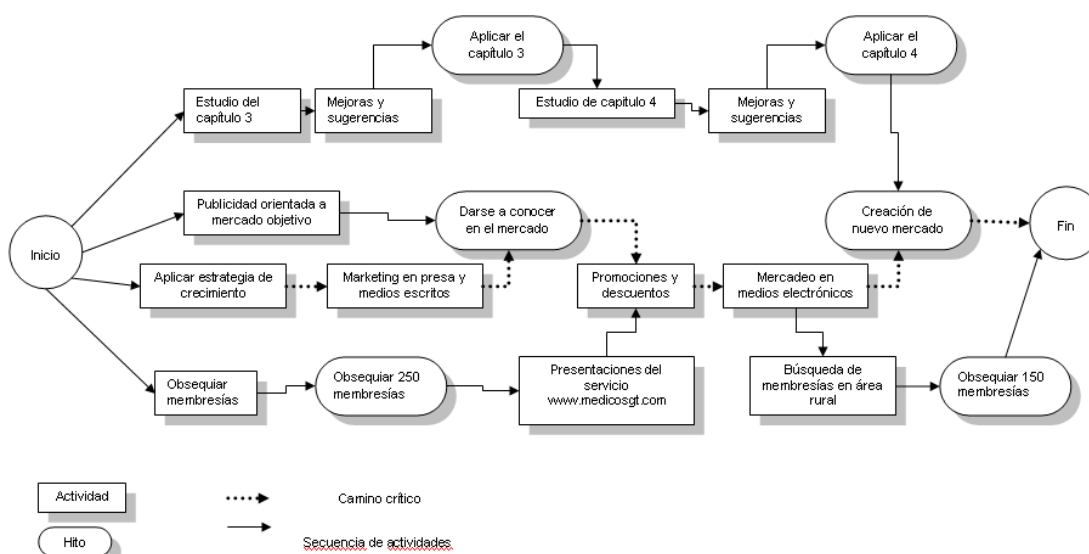 Aplicar el
capítulo 3
Aplicar el
capítulo 4
Estudio del
capítulo 3
Mejoras y
sugerencias
Estudio de capitulo 4
Mejoras y
sugerencias
Publicidad orientada a
mercado objetivo
Darse a conocer
en el mercado
Creación de
nuevo mercado
Inicio
Fin
Aplicar estrategia de
crecimiento
Marketing en presa y
medios escritos
Promociones y
descuentos
Mercadeo en
medios electrónicos
Obsequiar
membresías
Obsequiar 250
membresías
Presentaciones del
servicio
www.medicosgt.com
Búsqueda de
membresías en área
rural
Obsequiar 150
membresías
Actividad
Camino crítico
Hito
Secuencia de actividades